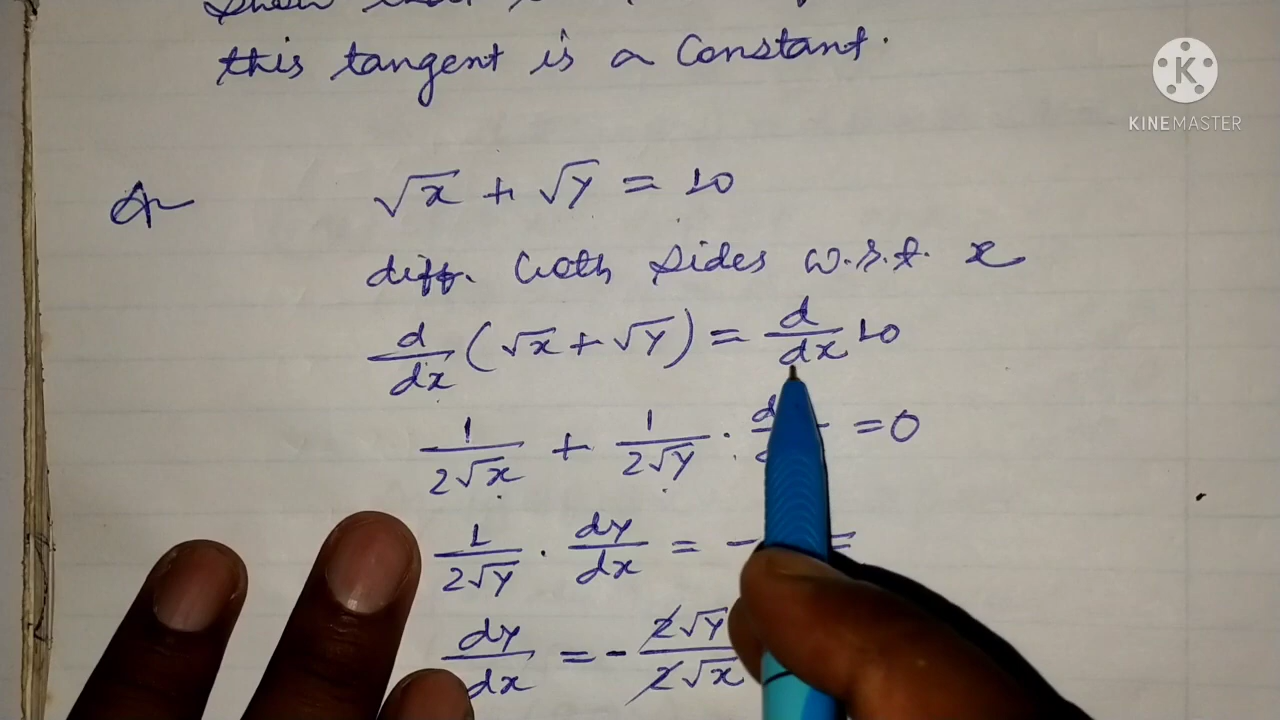 this tangent is a Constant.
K
KINEMASTER
√x + √y = 10
diff. both sides w.r.t. x
d/dx (√x + √y) = d/dx 10
1/2√x + 1/2√y · d = 0
1/2√y · dy/dx = -
dy/dx = - 2√y/2√x